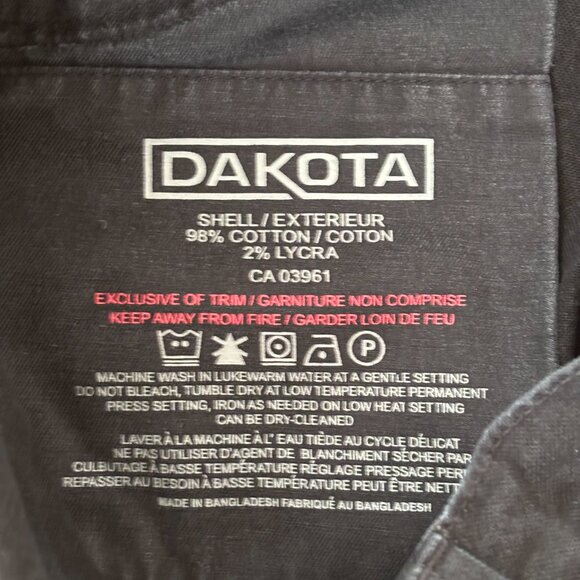 DAKOTA
SHELL / EXTERIEUR
98% COTTON / COTON
2% LYCRA
CA 03961
EXCLUSIVE OF TRIM / GARNITURE NON COMPRISE
KEEP AWAY FROM FIRE / GARDER LOIN DE FEU
P
MACHINE WASH IN LUKEWARM WATER AT A GENTLE SETTING
DO NOT BLEACH, TUMBLE DRY AT LOW TEMPERATURE PERMANENT
PRESS SETTING, IRON AS NEEDED ON LOW HEAT SETTING
CAN BE DRY-CLEANED
LAVER À LA MACHINE À L' EAU TIÈDE AU CYCLE DÉLICAT
NE PAS UTILISER D'AGENT DE BLANCHIMENT SÈCHER PAR
CULBUTAGE À BASSE TEMPÉRATURE RÉGLAGE PRESSAGE
REPASSER AU BESOIN À BASSE TEMPÉRATURE PEUT ÊTRE
MADE IN BANGLADESH FABRIQUÉ AU BANGLADESH